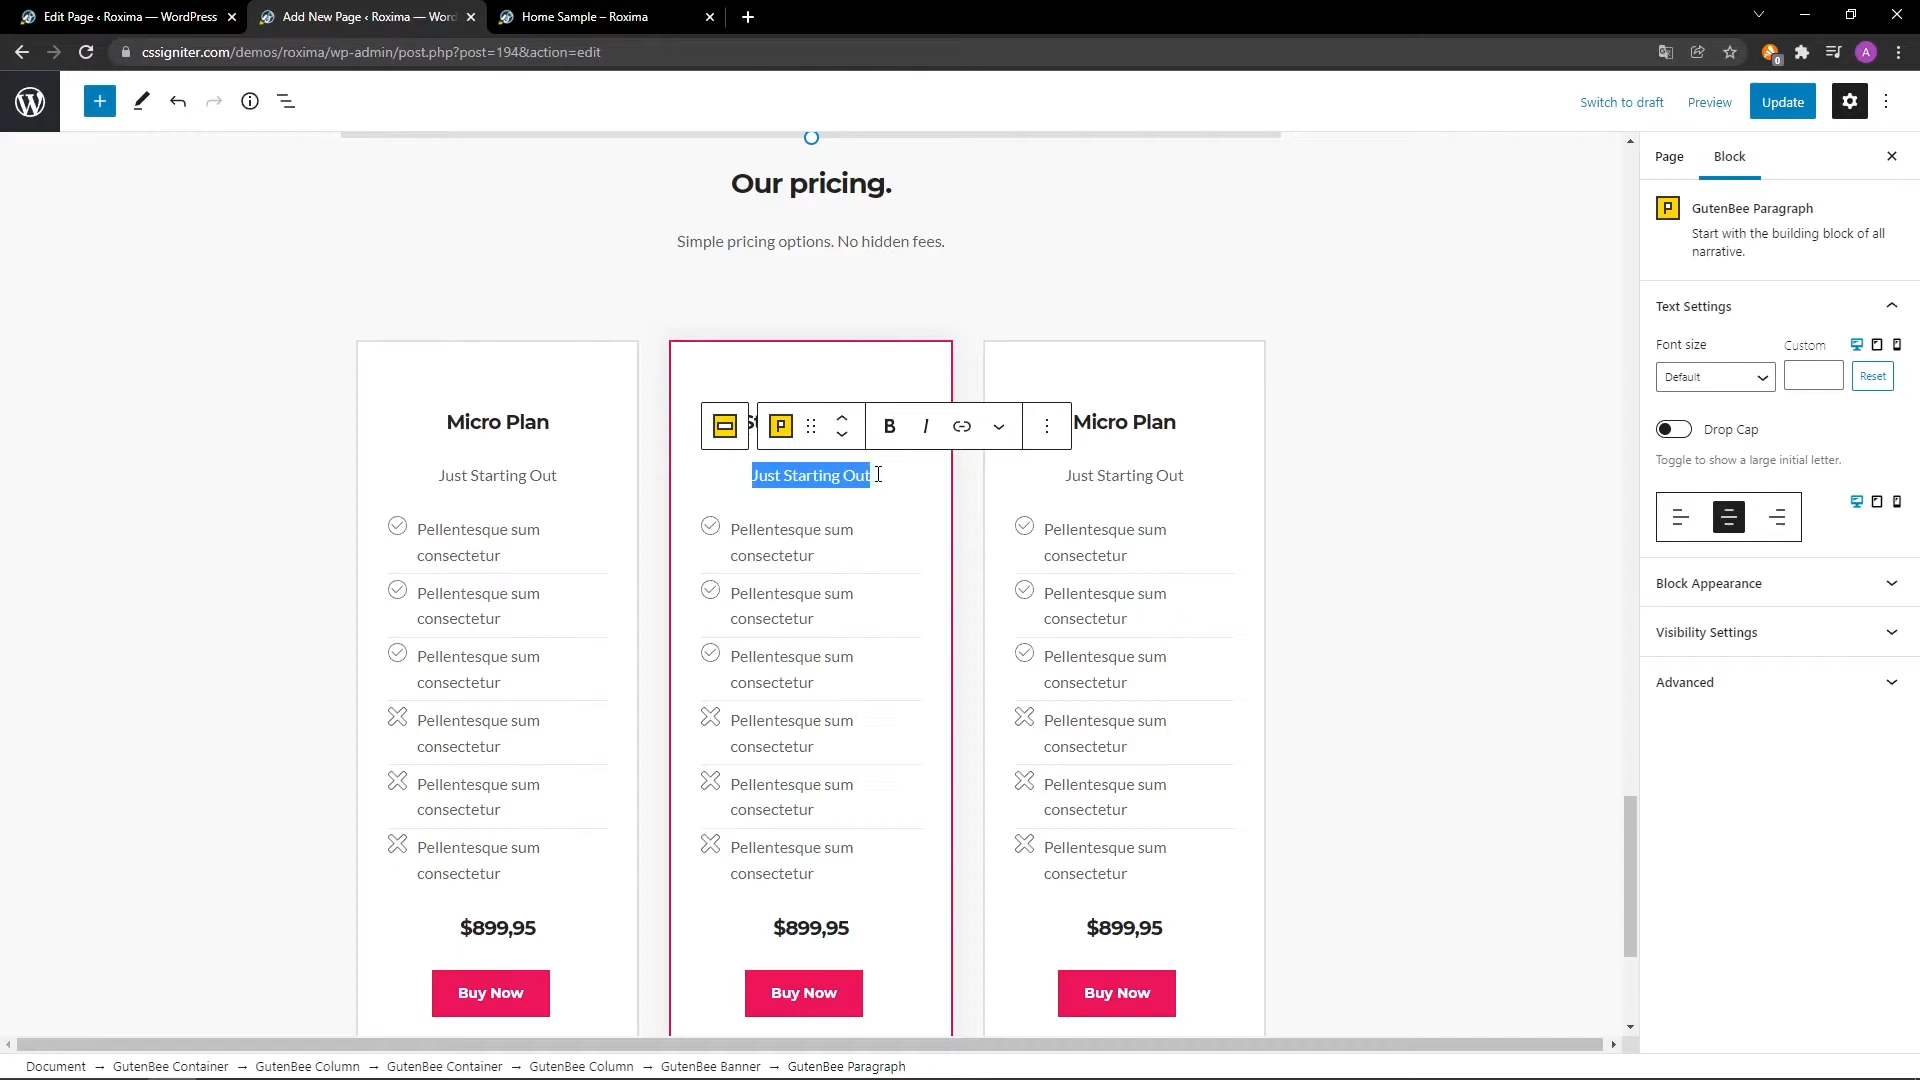 Edit Page ‹ Roxima — WordPress
Add New Page ‹ Roxima — Word
Home Sample – Roxima
cssigniter.com/demos/roxima/wp-admin/post.php?post=194&action=edit
0
A
Switch to draft
Preview
Update
Page
Block
GutenBee Paragraph
Start with the building block of all
narrative.
Text Settings
Font size
Custom
Default
Reset
Drop Cap
Toggle to show a large initial letter.
Block Appearance
Visibility Settings
Advanced
Our pricing.
Simple pricing options. No hidden fees.
Micro Plan
Just Starting Out
Pellentesque sum
consectetur
Pellentesque sum
consectetur
Pellentesque sum
consectetur
Pellentesque sum
consectetur
Pellentesque sum
consectetur
Pellentesque sum
consectetur
$899,95
Buy Now
P
B I
Just Starting Out
Pellentesque sum
consectetur
Pellentesque sum
consectetur
Pellentesque sum
consectetur
Pellentesque sum
consectetur
Pellentesque sum
consectetur
Pellentesque sum
consectetur
$899,95
Buy Now
Micro Plan
Just Starting Out
Pellentesque sum
consectetur
Pellentesque sum
consectetur
Pellentesque sum
consectetur
Pellentesque sum
consectetur
Pellentesque sum
consectetur
Pellentesque sum
consectetur
$899,95
Buy Now
Document → GutenBee Container → GutenBee Column → GutenBee Container → GutenBee Column → GutenBee Banner → GutenBee Paragraph